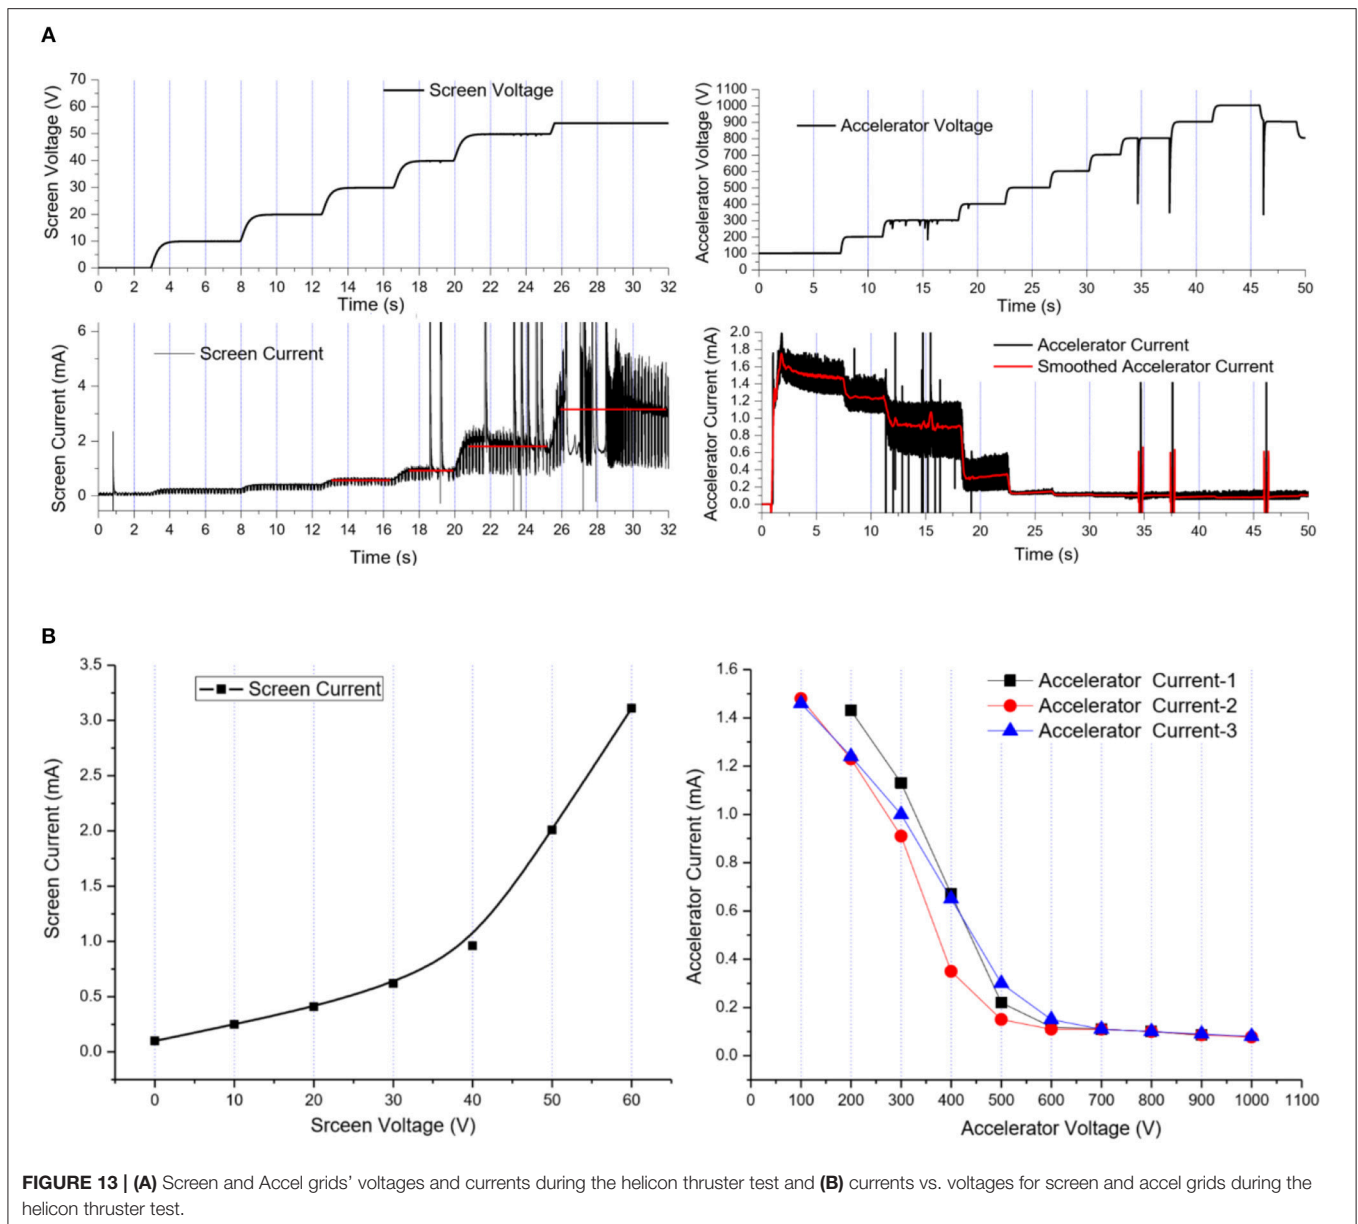 A
70
60
50
40
30
20
10
0
Screen Voltage (V)
Screen Voltage
0 2 4 6 8 10 12 14 16 18 20 22 24 26 28 30 32
Time (s)
1100
1000
900
800
700
600
500
400
300
200
100
0
Accelerator Voltage (V)
Accelerator Voltage
0 5 10 15 20 25 30 35 40 45 50
Time (s)
6
4
2
0
Screen Current (mA)
Screen Current
0 2 4 6 8 10 12 14 16 18 20 22 24 26 28 30 32
Time (s)
2.0
1.8
1.6
1.4
1.2
1.0
0.8
0.6
0.4
0.2
0.0
Accelerator Current (mA)
Accelerator Current
Smoothed Accelerator Current
0 5 10 15 20 25 30 35 40 45 50
Time (s)
B
3.5
3.0
2.5
2.0
1.5
1.0
0.5
0.0
Screen Current (mA)
Screen Current
0 10 20 30 40 50 60
Srceen Voltage (V)
1.6
1.4
1.2
1.0
0.8
0.6
0.4
0.2
0.0
Accelerator Current (mA)
Accelerator Current-1
Accelerator Current-2
Accelerator Current-3
100 200 300 400 500 600 700 800 900 1000 1100
Accelerator Voltage (V)
FIGURE 13 | (A) Screen and Accel grids' voltages and currents during the helicon thruster test and (B) currents vs. voltages for screen and accel grids during the
helicon thruster test.